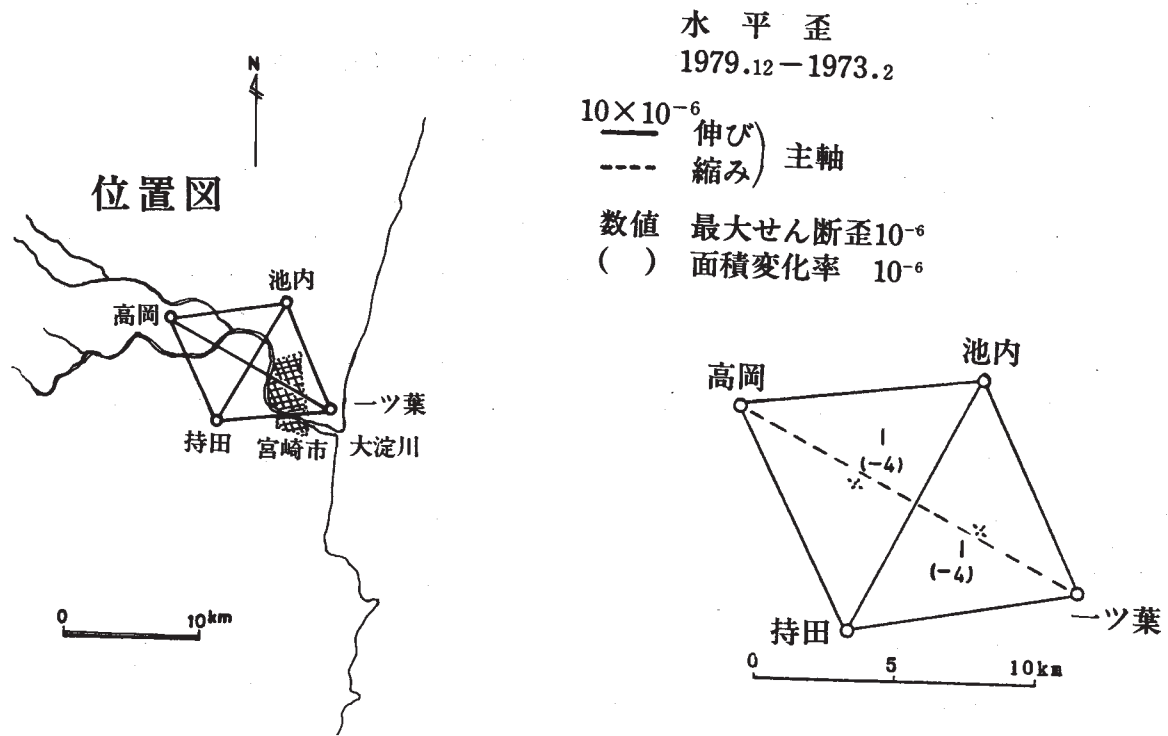 N
位置図
池内
高岡
一ツ葉
持田
宮崎市
大淀川
0 10km
水平歪
1979.12－1973.2
10×10⁻⁶
伸び
縮み
主軸
数値 最大せん断歪10⁻⁶
( ) 面積変化率 10⁻⁶
池内
高岡
1
(-4)
1
(-4)
一ツ葉
持田
0 5 10km